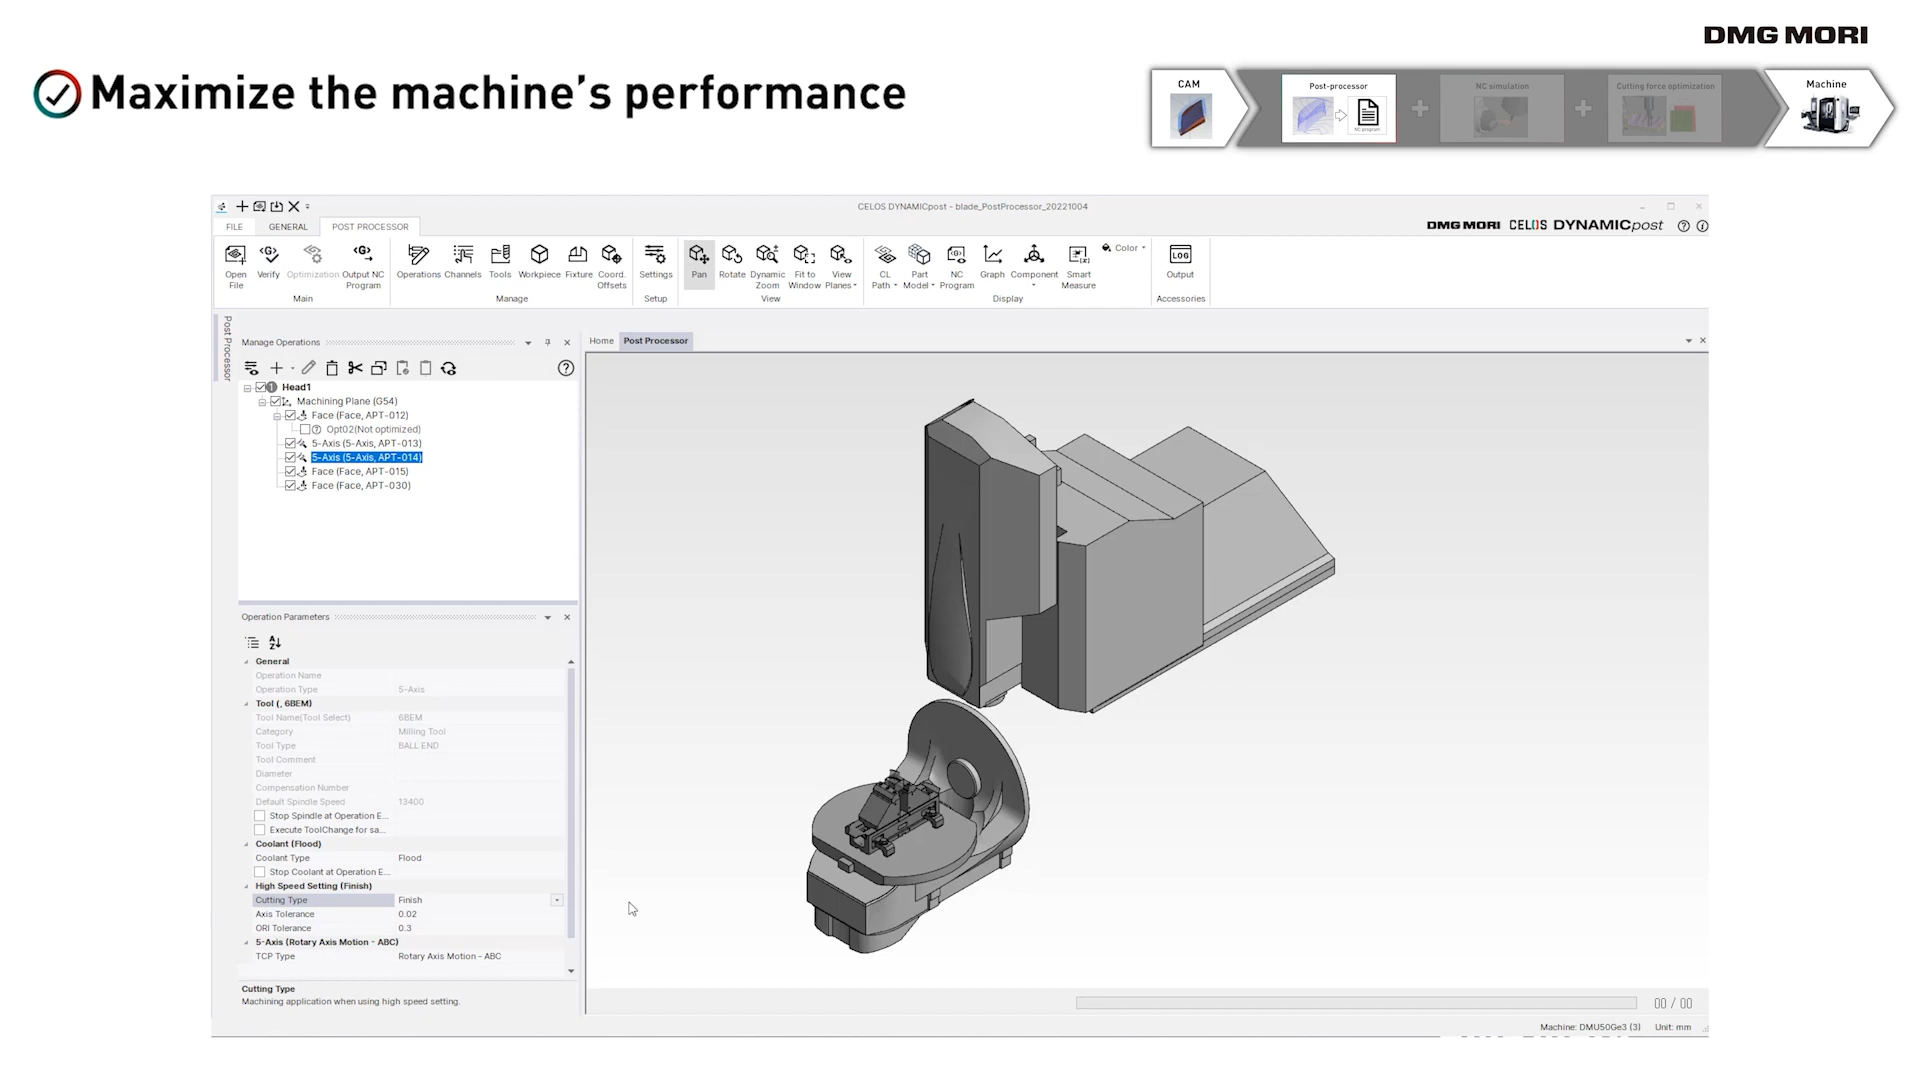 DMG MORI
Maximize the machine's performance
CAM
Post-processor
NC program
NC simulation
Cutting force optimization
Machine
CELOS DYNAMICpost - blade_PostProcessor_20221004
FILE GENERAL POST PROCESSOR
DMG MORI CELOS DYNAMICpost
Open File
Verify
Optimization
Output NC Program
Main
Operations
Channels
Tools
Workpiece
Fixture
Coord. Offsets
Manage
Settings
Setup
Pan
Rotate
Dynamic Zoom
Fit to Window
View Planes
View
CL Path
Part Model
NC Program
Graph
Component
Smart Measure
Color
Display
LOG
Output
Accessories
Post Processor
Manage Operations
Home Post Processor
Head1
Machining Plane (G54)
Face (Face, APT-012)
Opt02(Not optimized)
5-Axis (5-Axis, APT-013)
5-Axis (5-Axis, APT-014)
Face (Face, APT-015)
Face (Face, APT-030)
Operation Parameters
General
Operation Name
Operation Type 5-Axis
Tool (, 6BEM)
Tool Name(Tool Select) 6BEM
Category Milling Tool
Tool Type BALL END
Tool Comment
Diameter
Compensation Number
Default Spindle Speed 13400
Stop Spindle at Operation E...
Execute ToolChange for sa...
Coolant (Flood)
Coolant Type Flood
Stop Coolant at Operation E...
High Speed Setting (Finish)
Cutting Type Finish
Axis Tolerance 0.02
ORI Tolerance 0.3
5-Axis (Rotary Axis Motion - ABC)
TCP Type Rotary Axis Motion - ABC
Cutting Type
Machining application when using high speed setting.
00 / 00
Machine: DMU50Ge3 (3) Unit: mm